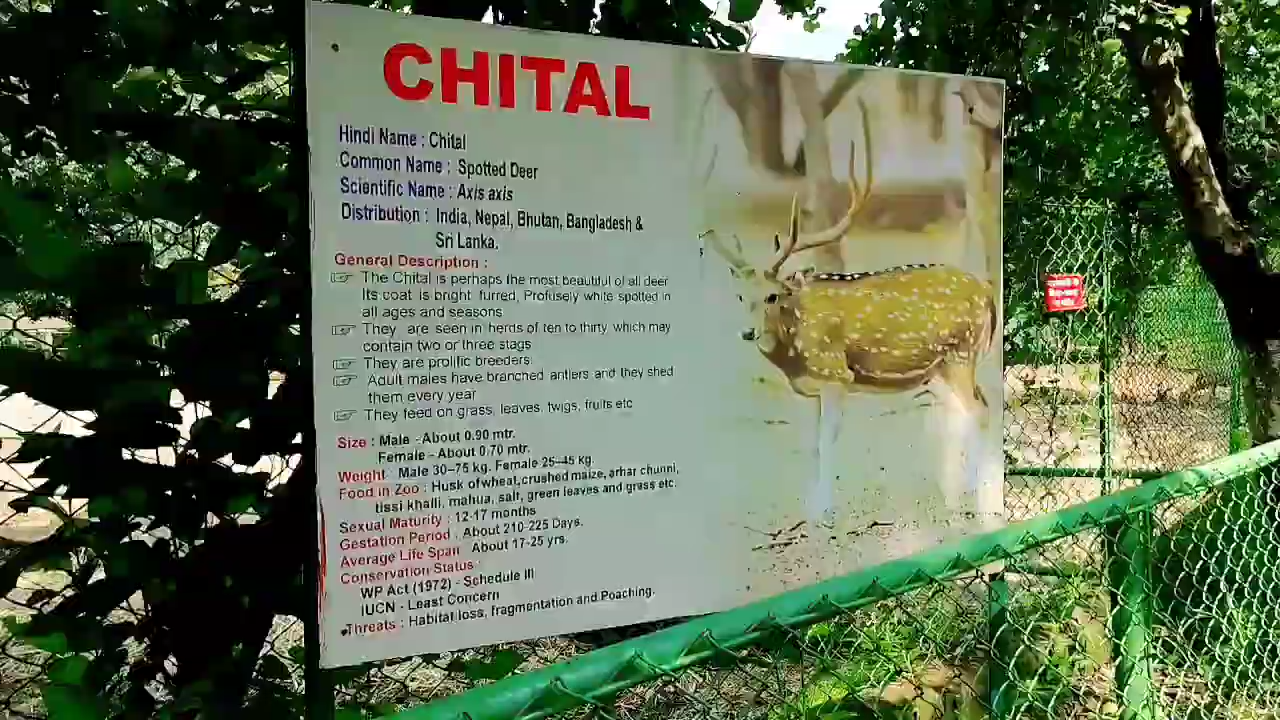 CHITAL
Hindi Name : Chital
Common Name : Spotted Deer
Scientific Name : Axis axis
Distribution : India, Nepal, Bhutan, Bangladesh &
Sri Lanka.
General Description :
The Chital is perhaps the most beautiful of all deer
Its coat is bright furred, Profusely white spotted in
all ages and seasons
They are seen in herds of ten to thirty, which may
contain two or three stags
They are prolific breeders.
Adult males have branched antlers and they shed
them every year
They feed on grass, leaves, twigs, fruits etc
Size : Male - About 0.90 mtr.
Female - About 0.70 mtr.
Weight Male 30–75 kg. Female 25–45 kg.
Food in Zoo : Husk of wheat, crushed maize, arhar chunni,
tissi khalli, mahua, salt, green leaves and grass etc.
Sexual Maturity : 12-17 months
Gestation Period : About 210-225 Days.
Average Life Span About 17-25 yrs.
Conservation Status :
WP Act (1972) - Schedule III
IUCN - Least Concern
Threats : Habital loss, fragmentation and Poaching.